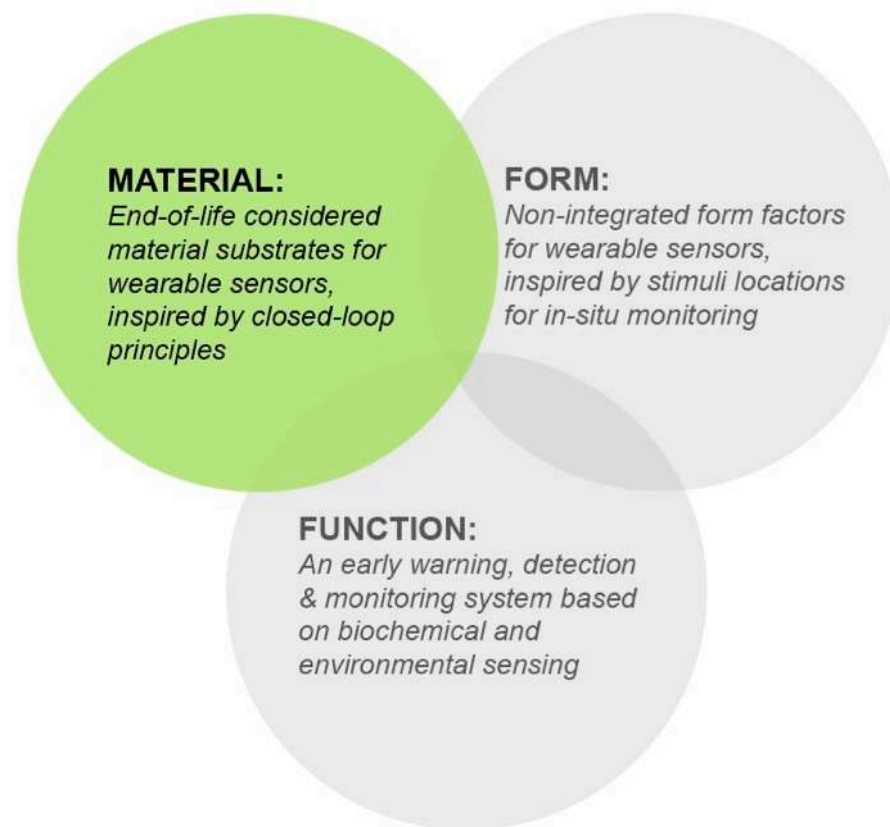 MATERIAL:
End-of-life considered
material substrates for
wearable sensors,
inspired by closed-loop
principles
FORM:
Non-integrated form factors
for wearable sensors,
inspired by stimuli locations
for in-situ monitoring
FUNCTION:
An early warning, detection
& monitoring system based
on biochemical and
environmental sensing